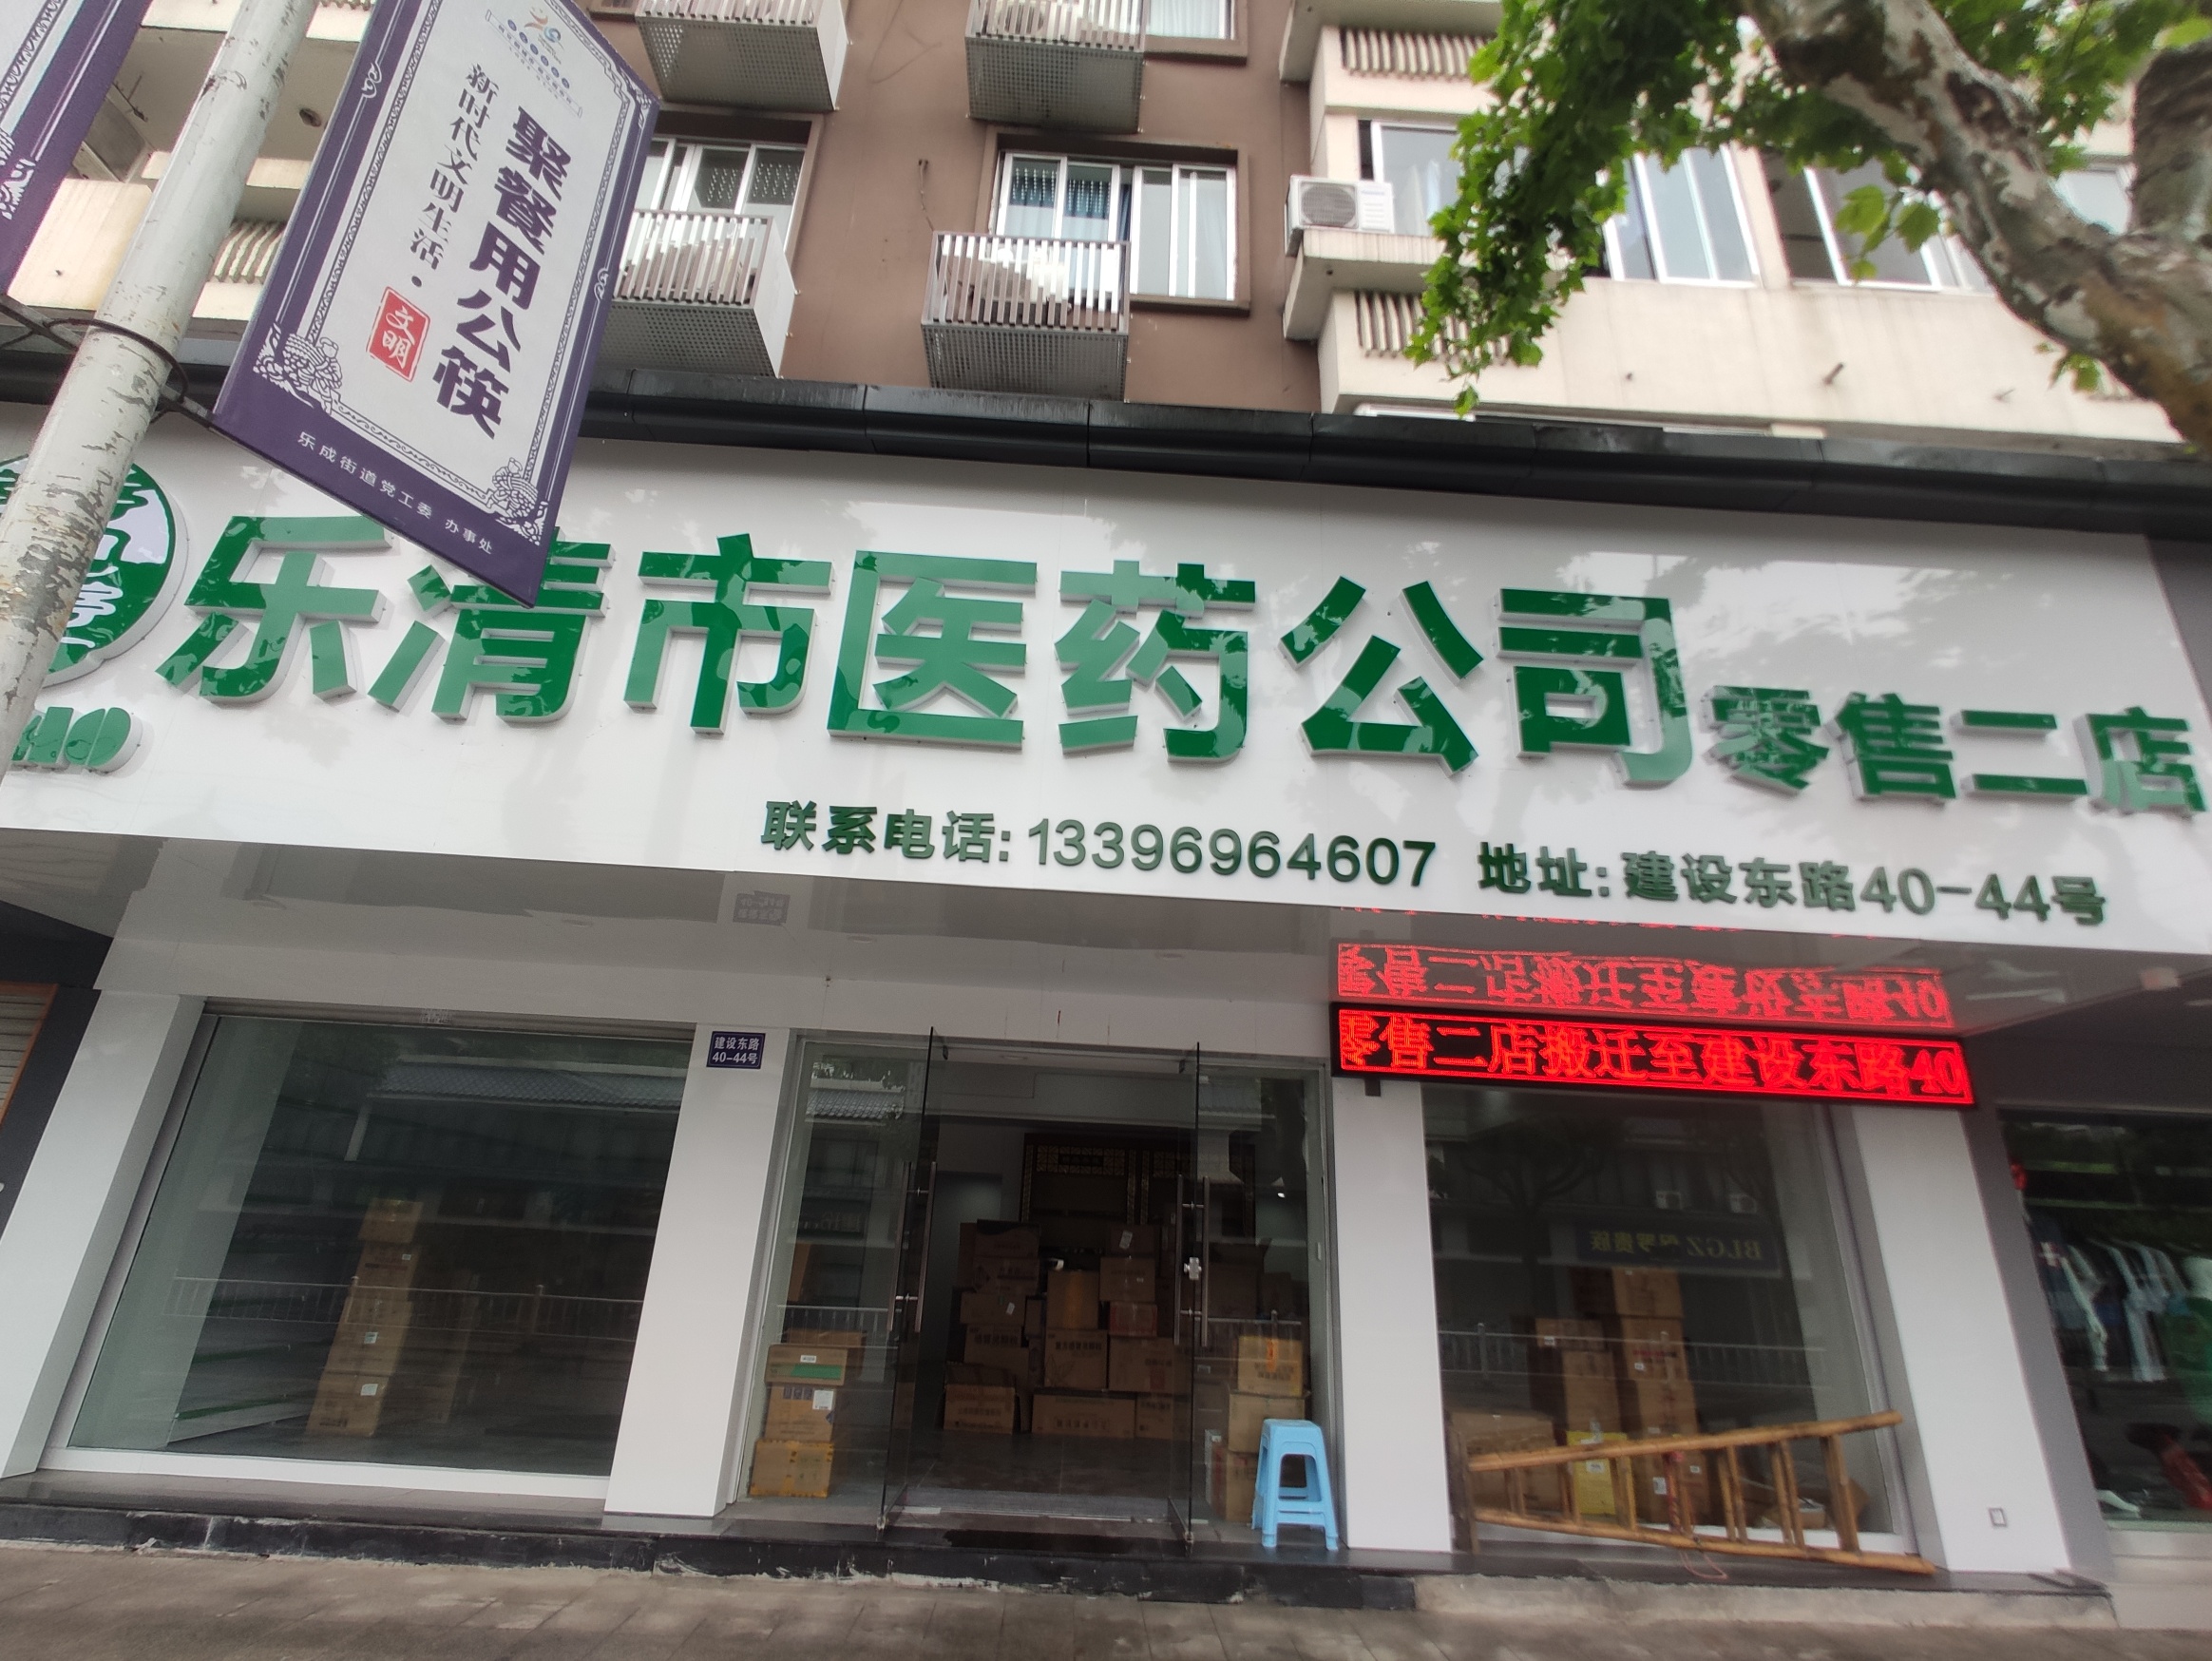 聚餐用公筷
新时代文明生活·文明
乐成街道党工委 办事处
乐清市医药公司零售二店
联系电话:13396964607 地址:建设东路40-44号
零售二店搬迁至建设东路40
建设东路
40-44号
BLGZ